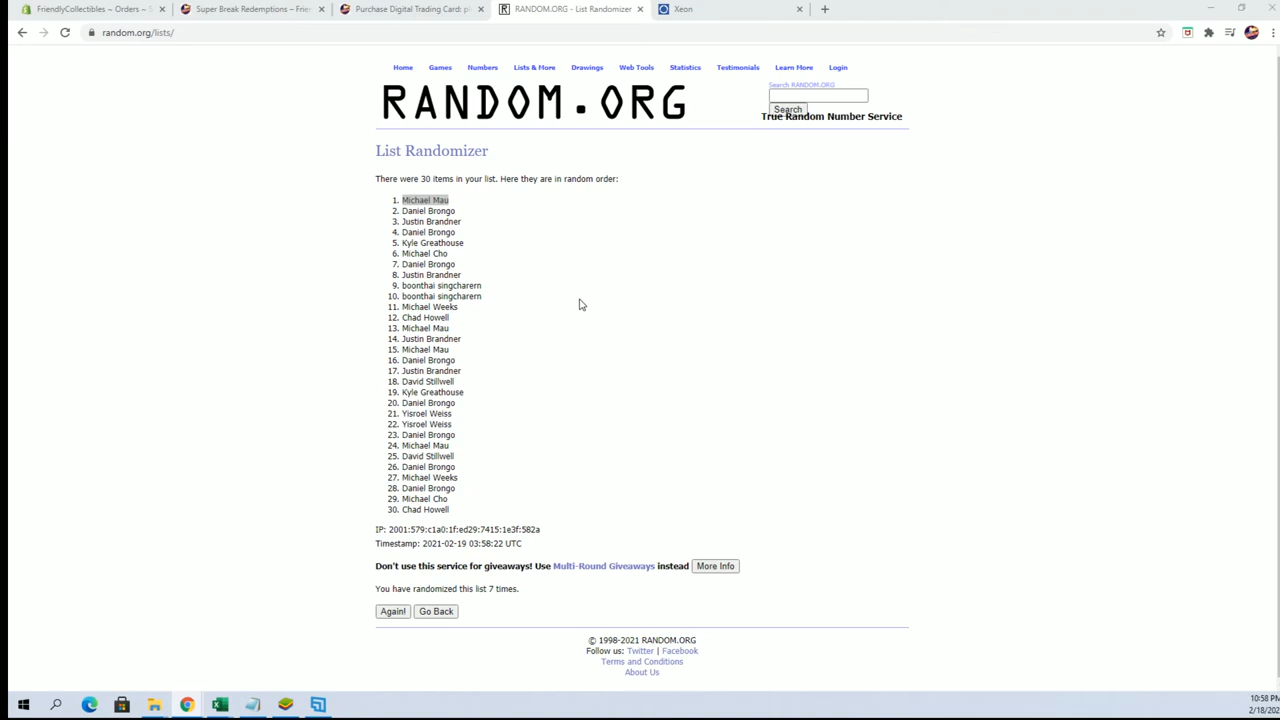 FriendlyCollectibles ~ Orders ~ S
Super Break Redemptions – Frie
Purchase Digital Trading Card: pl
RANDOM.ORG - List Randomizer
Xeon
random.org/lists/
Home Games Numbers Lists & More Drawings Web Tools Statistics Testimonials Learn More Login
RANDOM.ORG
Search RANDOM.ORG
Search
True Random Number Service
List Randomizer
There were 30 items in your list. Here they are in random order:
1. Michael Mau
2. Daniel Brongo
3. Justin Brandner
4. Daniel Brongo
5. Kyle Greathouse
6. Michael Cho
7. Daniel Brongo
8. Justin Brandner
9. boonthai singcharern
10. boonthai singcharern
11. Michael Weeks
12. Chad Howell
13. Michael Mau
14. Justin Brandner
15. Michael Mau
16. Daniel Brongo
17. Justin Brandner
18. David Stillwell
19. Kyle Greathouse
20. Daniel Brongo
21. Yisroel Weiss
22. Yisroel Weiss
23. Daniel Brongo
24. Michael Mau
25. David Stillwell
26. Daniel Brongo
27. Michael Weeks
28. Daniel Brongo
29. Michael Cho
30. Chad Howell
IP: 2001:579:c1a0:1f:ed29:7415:1e3f:582a
Timestamp: 2021-02-19 03:58:22 UTC
Don't use this service for giveaways! Use Multi-Round Giveaways instead More Info
You have randomized this list 7 times.
Again! Go Back
© 1998-2021 RANDOM.ORG
Follow us: Twitter | Facebook
Terms and Conditions
About Us
10:58 PM
2/18/202